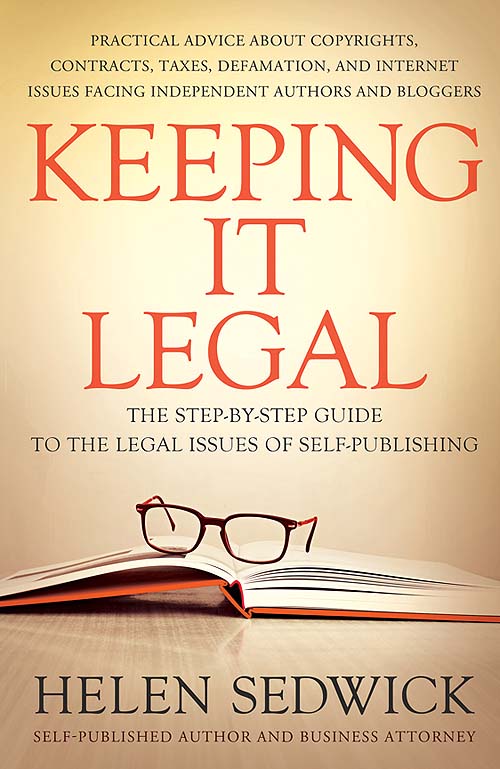 PRACTICAL ADVICE ABOUT COPYRIGHTS,
CONTRACTS, TAXES, DEFAMATION, AND INTERNET
ISSUES FACING INDEPENDENT AUTHORS AND BLOGGERS
KEEPING
IT
LEGAL
THE STEP-BY-STEP GUIDE
TO THE LEGAL ISSUES OF SELF-PUBLISHING
HELEN SEDWICK
SELF-PUBLISHED AUTHOR AND BUSINESS ATTORNEY